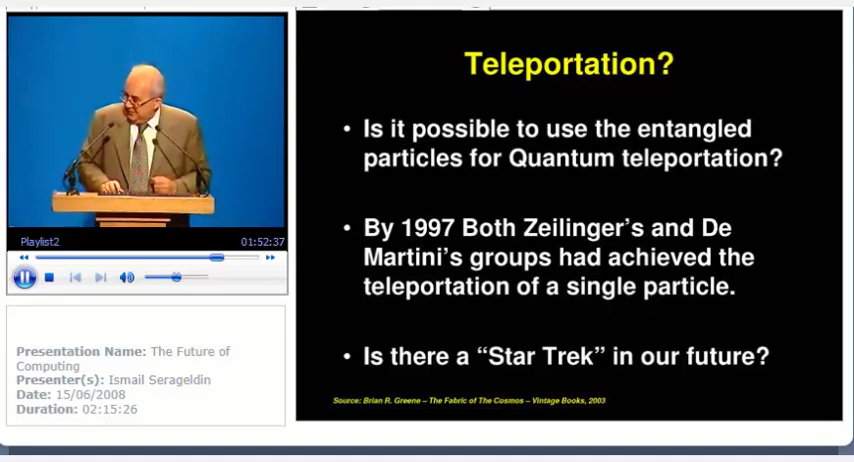 Playlist2 01:52:37
Presentation Name: The Future of
Computing
Presenter(s): Ismail Serageldin
Date: 15/06/2008
Duration: 02:15:26
Teleportation?
• Is it possible to use the entangled
particles for Quantum teleportation?
• By 1997 Both Zeilinger's and De
Martini's groups had achieved the
teleportation of a single particle.
• Is there a “Star Trek” in our future?
Source: Brian R. Greene – The Fabric of The Cosmos – Vintage Books, 2003